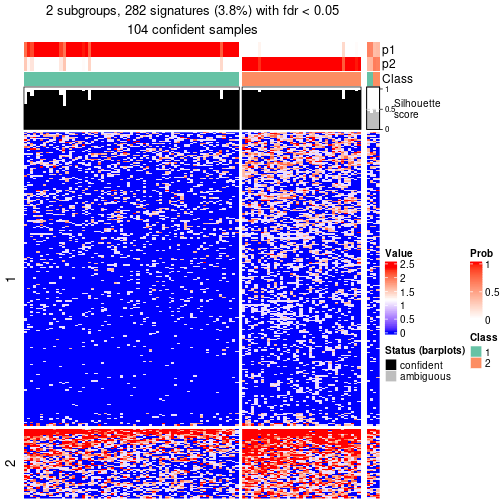 2 subgroups, 282 signatures (3.8%) with fdr < 0.05
104 confident samples
p1
p2
Class
1
0.5
0
Silhouette
score
1
2
Value
2.5
2
1.5
1
0.5
0
Prob
1
0.5
0
Status (barplots)
confident
ambiguous
Class
1
2